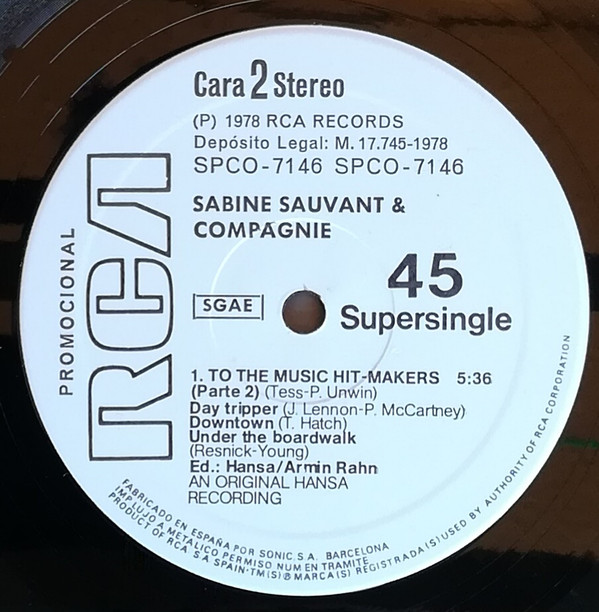 Cara 2 Stereo
(P) 1978 RCA RECORDS
Depósito Legal: M. 17.745-1978
SPCO-7146 SPCO-7146
SABINE SAUVANT &
COMPAGNIE
PROMOCIONAL
RCA
SGAE
45
Supersingle
1. TO THE MUSIC HIT-MAKERS 5:36
(Parte 2) (Tess-P. Unwin)
Day tripper (J. Lennon-P. McCartney)
Downtown (T. Hatch)
Under the boardwalk
(Resnick-Young)
Ed.: Hansa/Armin Rahn
AN ORIGINAL HANSA
RECORDING
FABRICADO EN ESPAÑA POR SONIC, S.A. BARCELONA
IMP LUJO A METALICO PERMISO NUM EN TRAMITE
PRODUCT OF RCA S.A SPAIN-TM(S)® MARCA(S) REGISTRADA(S) USED BY AUTHORITY OF RCA CORPORATION